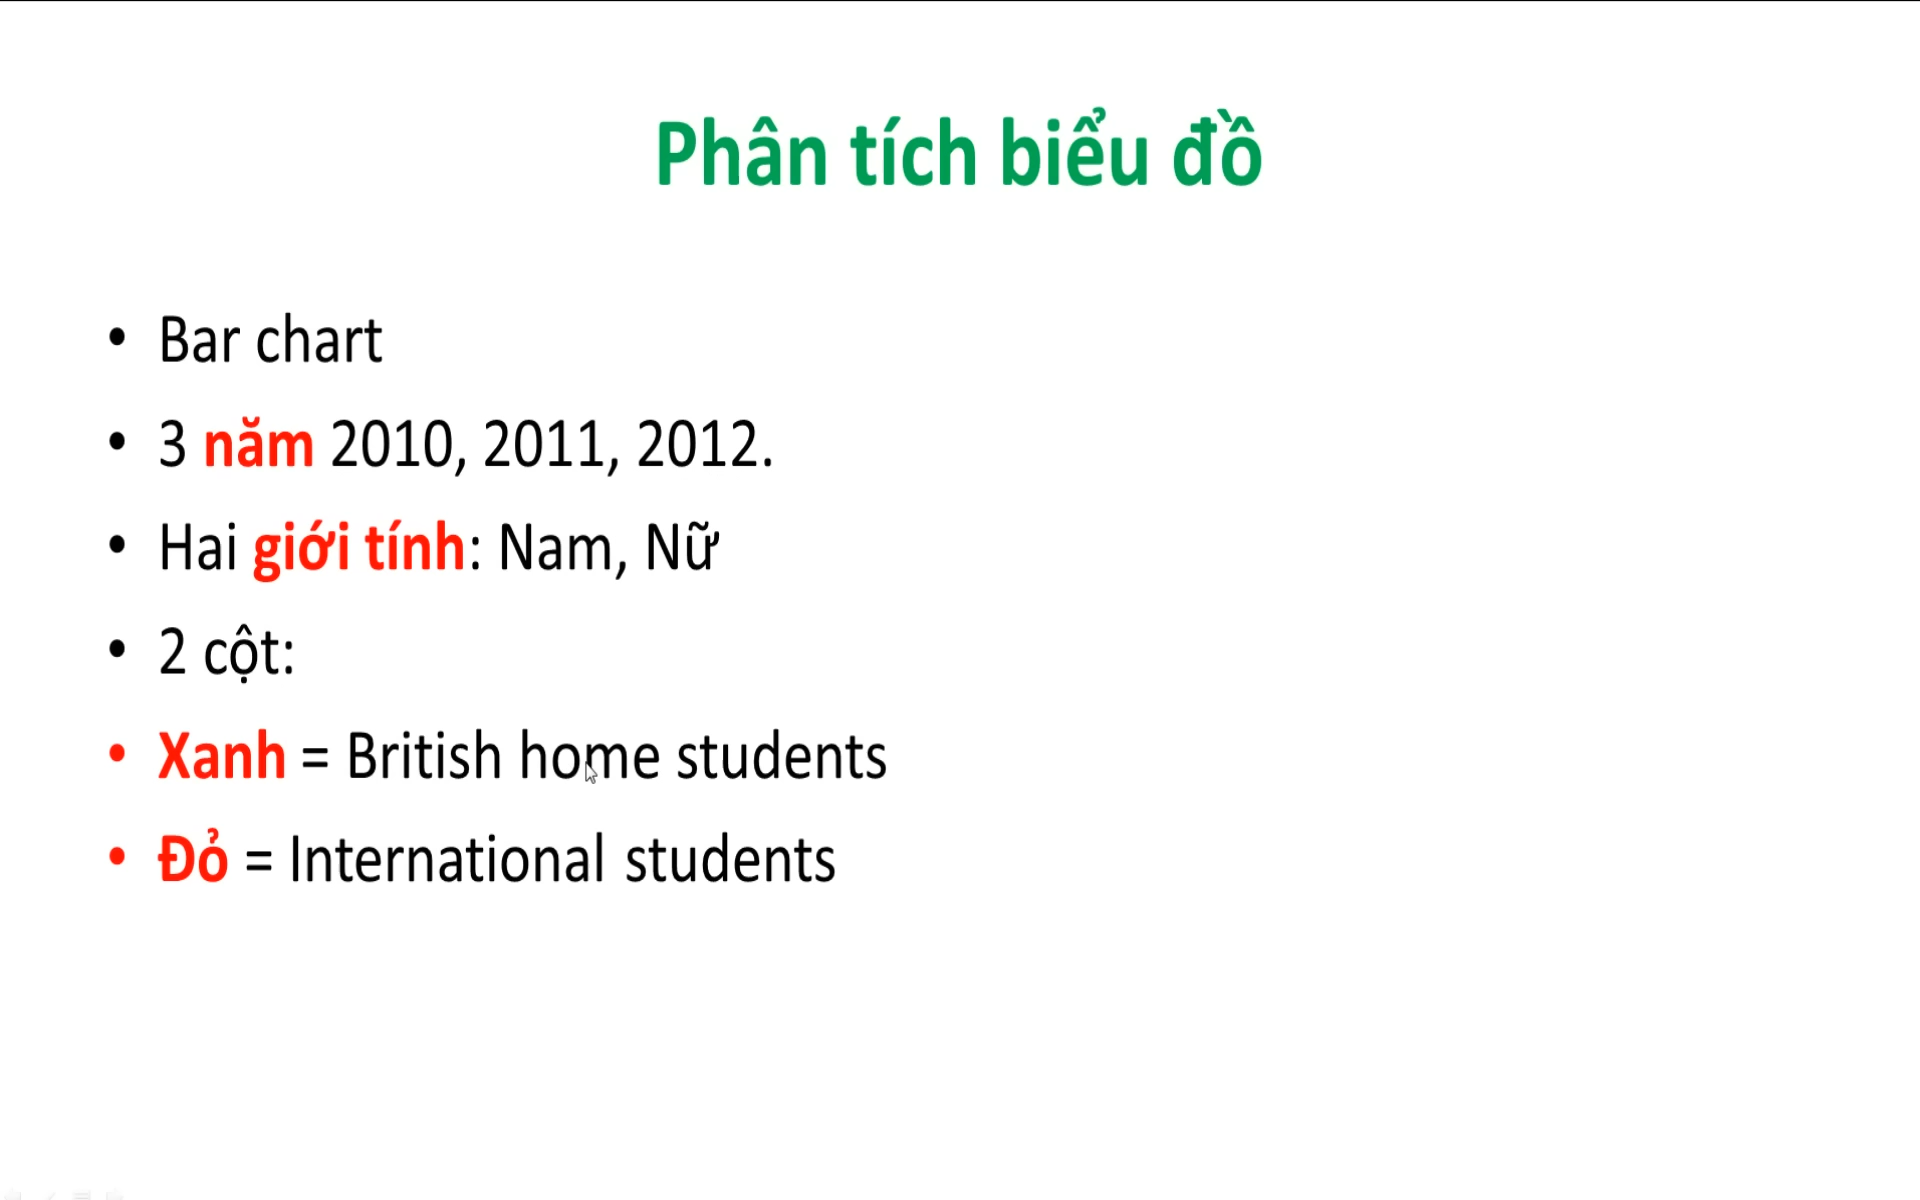 Phân tích biểu đồ
• Bar chart
• 3 năm 2010, 2011, 2012.
• Hai giới tính: Nam, Nữ
• 2 cột:
• Xanh = British home students
• Đỏ = International students